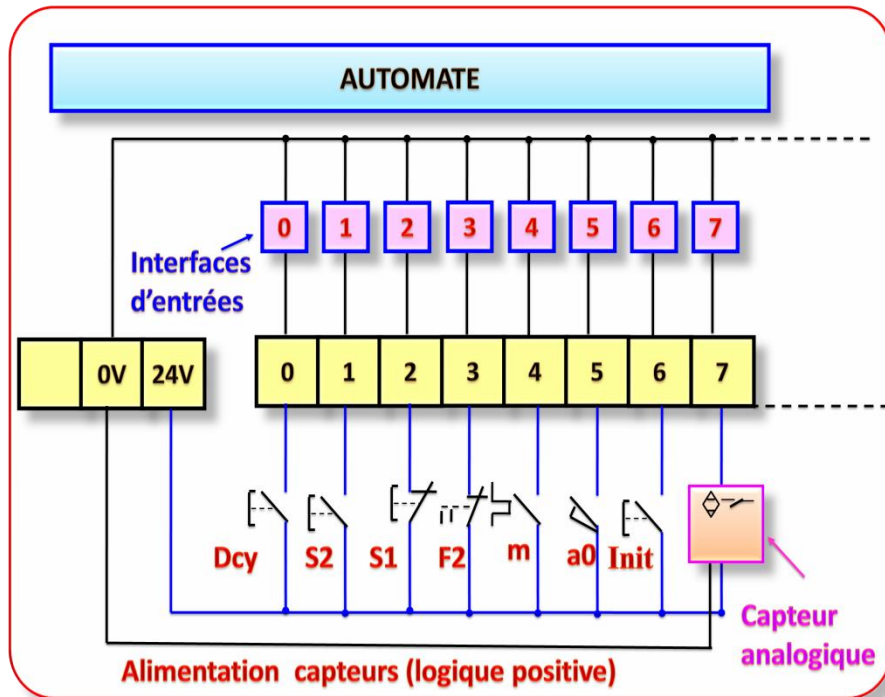 AUTOMATE
0 1 2 3 4 5 6 7
Interfaces
d'entrées
0V 24V 0 1 2 3 4 5 6 7
Dcy S2 S1 F2 m a0 Init
Capteur
analogique
Alimentation capteurs (logique positive)